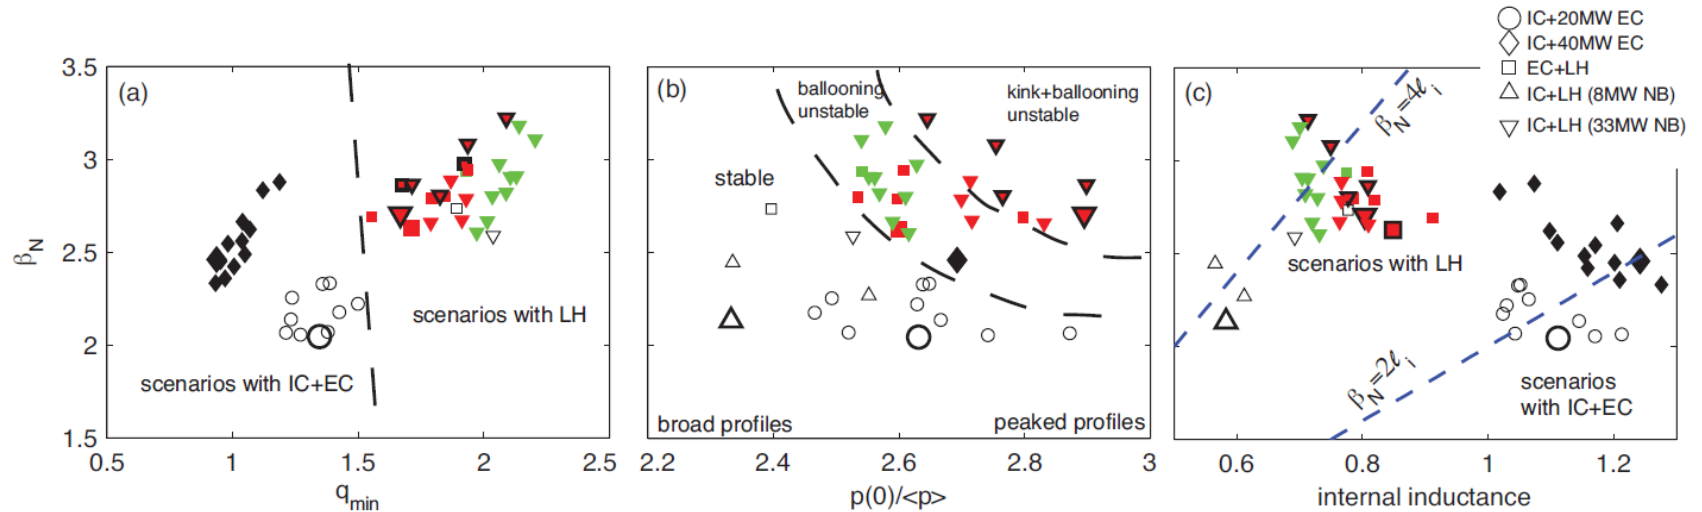 IC+20MW EC
IC+40MW EC
EC+LH
IC+LH (8MW NB)
IC+LH (33MW NB)
3.5
3
2.5
2
1.5
βN
(a)
scenarios with LH
scenarios with IC+EC
0.5
1
1.5
2
2.5
qmin
(b)
ballooning
unstable
kink+ballooning
unstable
stable
broad profiles
peaked profiles
2.2
2.4
2.6
2.8
3
p(0)/<p>
(c)
βN=4ℓi
scenarios with LH
βN=2ℓi
scenarios
with IC+EC
0.6
0.8
1
1.2
internal inductance